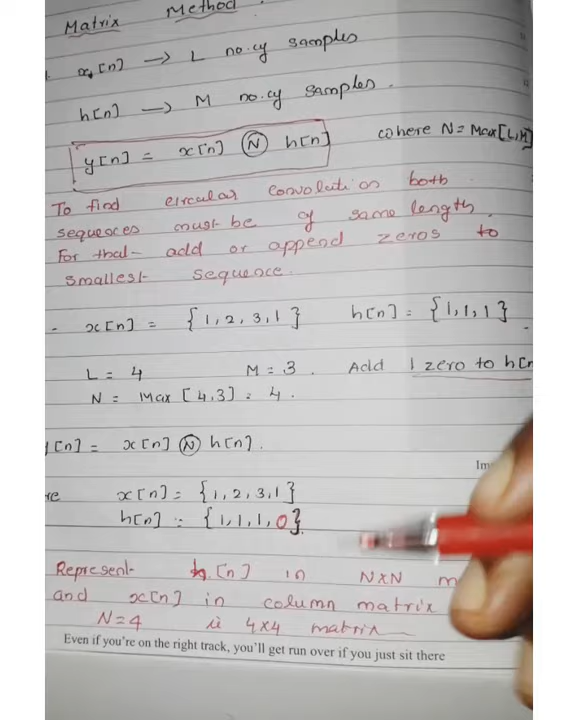 Matrix Method
x[n] → L no.of samples
h[n] → M no.of samples.
y[n] = x[n] Ⓝ h[n] where N = Max[L,M]
To find circular convolution both
sequences must be of same length.
For that add or append zeros to
smallest sequence.
x[n] = {1,2,3,1} h[n] = {1,1,1}
L = 4 M = 3. Add 1 zero to h[n
N = Max [4,3] = 4.
[n] = x[n] Ⓝ h[n].
re x[n] = {1,2,3,1}
h[n] = {1,1,1,0}.
Represent h[n] in N×N m
and x[n] in column matrix
N=4 is 4×4 matrix
Even if you're on the right track, you'll get run over if you just sit there